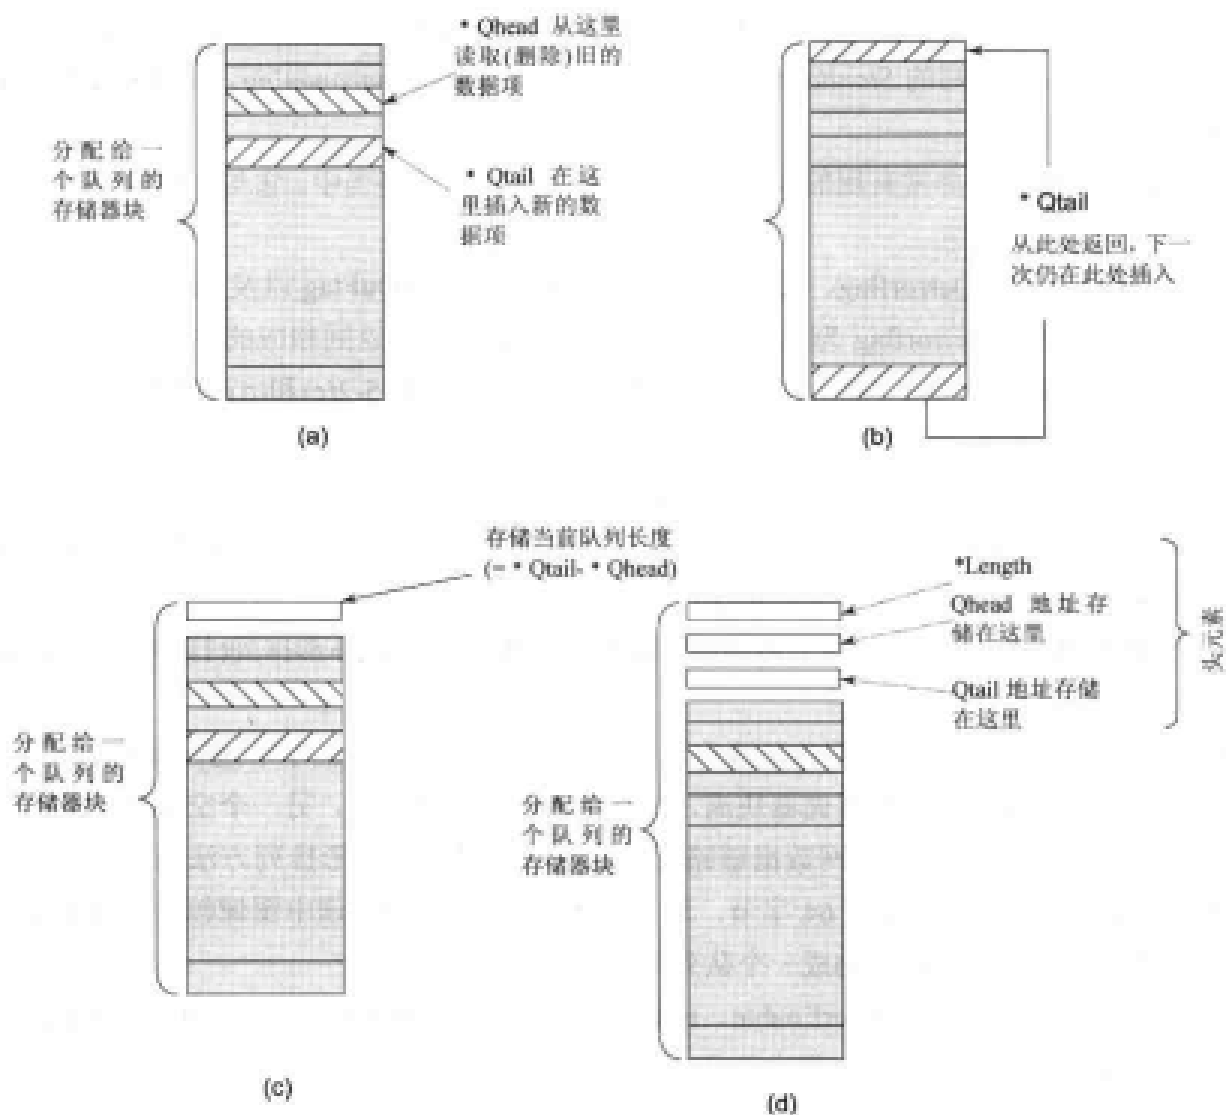 * Qhead 从这里
读取(删除)旧的
数据项
分配给一
个队列的
存储器块
* Qtail 在这
里插入新的数
据项
(a)
* Qtail
从此处返回，下一
次仍在此处插入
(b)
存储当前队列长度
(= * Qtail- * Qhead)
分配给一
个队列的
存储器块
(c)
*Length
Qhead 地址存
储在这里
Qtail 地址存储
在这里
头元素
分配给一
个队列的
存储器块
(d)